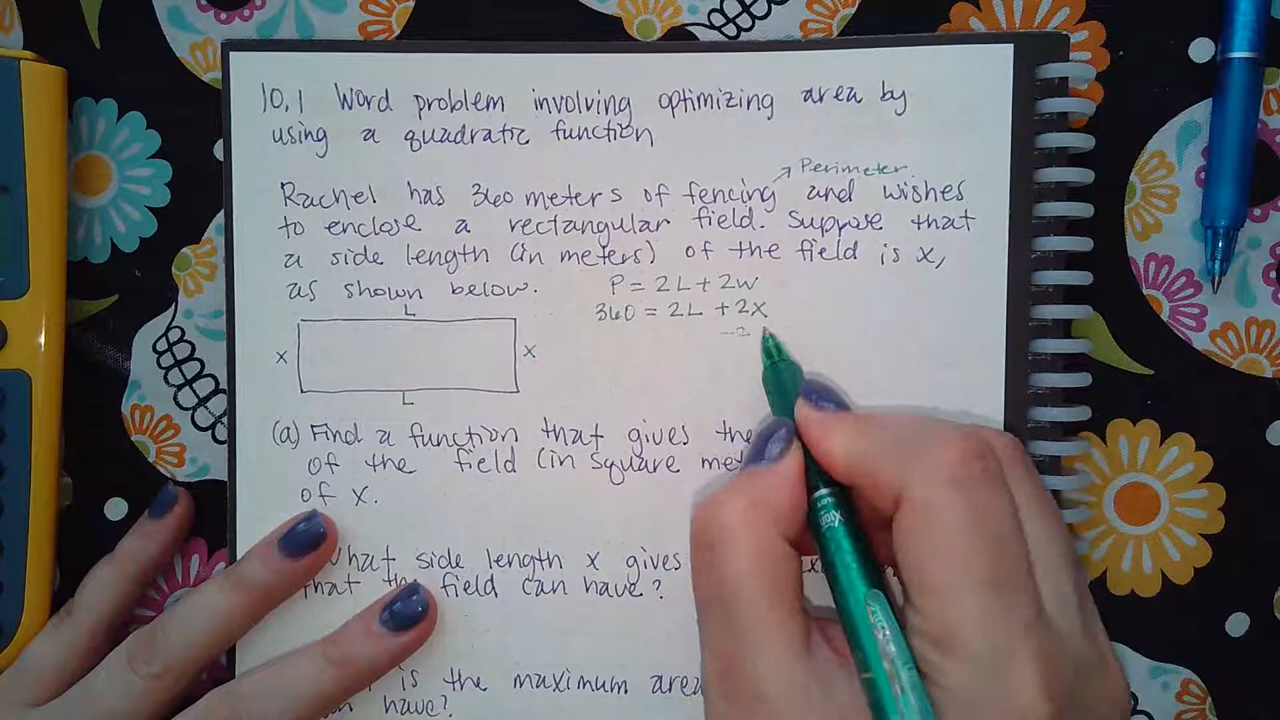 10.1 Word problem involving optimizing area by
using a quadratic function
Perimeter
Rachel has 360 meters of fencing and wishes
to enclose a rectangular field. Suppose that
a side length (in meters) of the field is x,
as shown below.
P = 2L + 2W
360 = 2L + 2x
-2
L
x
x
L
(a) Find a function that gives the
of the field (in square
of x.
what side length x gives
that the field can have?
is the maximum area
have?